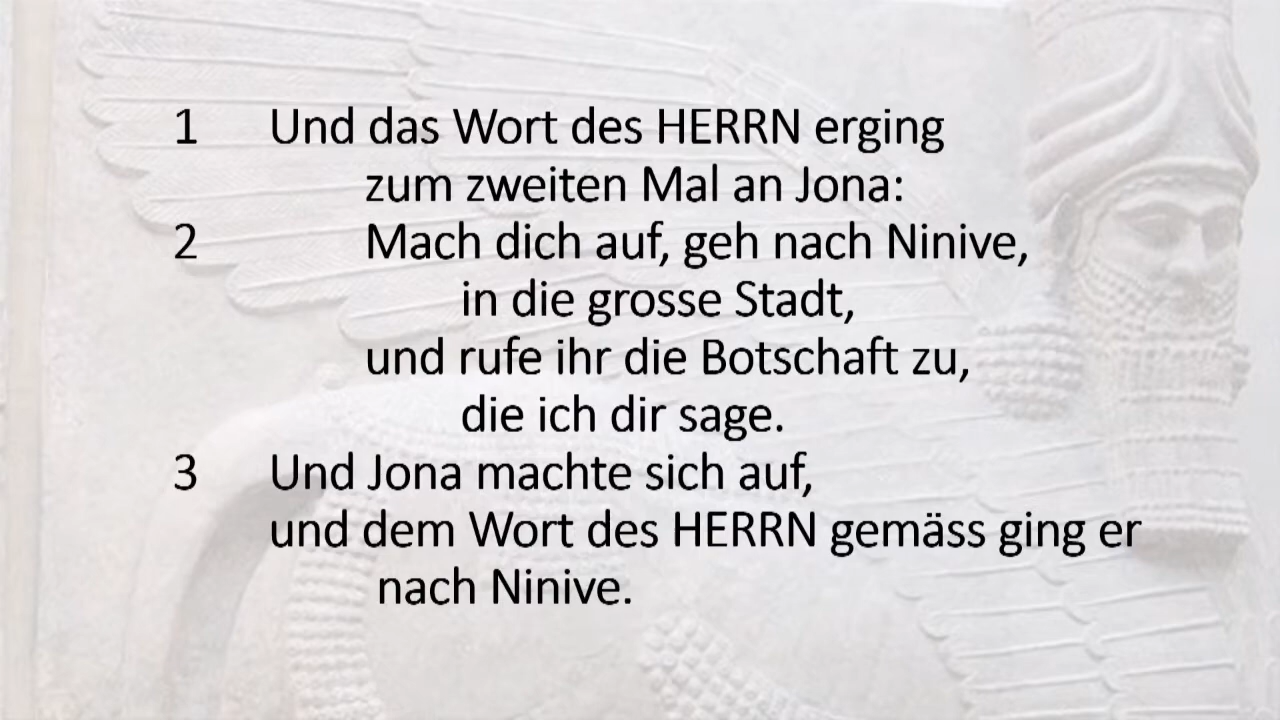 1 Und das Wort des HERRN erging
zum zweiten Mal an Jona:
2 Mach dich auf, geh nach Ninive,
in die grosse Stadt,
und rufe ihr die Botschaft zu,
die ich dir sage.
3 Und Jona machte sich auf,
und dem Wort des HERRN gemäss ging er
nach Ninive.